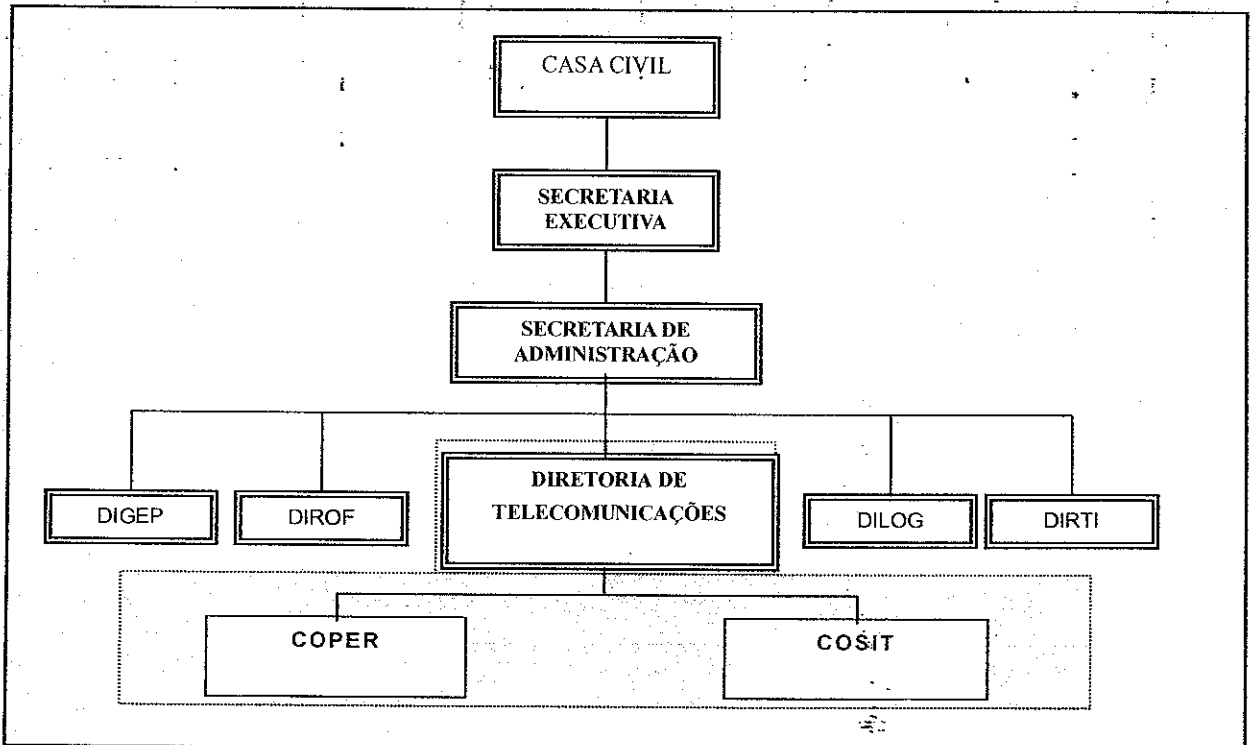 CASA CIVIL
SECRETARIA
EXECUTIVA
SECRETARIA DE
ADMINISTRAÇÃO
DIGEP
DIROF
DIRETORIA DE
TELECOMUNICAÇÕES
DILOG
DIRTI
COPER
COSIT